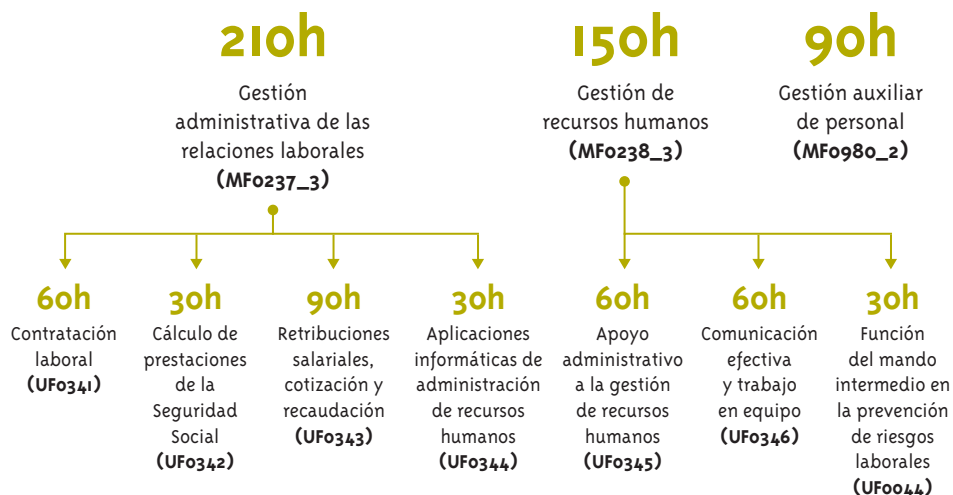 210h
Gestión
administrativa de las
relaciones laborales
(MF0237_3)
150h
Gestión de
recursos humanos
(MF0238_3)
90h
Gestión auxiliar
de personal
(MF0980_2)
60h
Contratación
laboral
(UF0341)
30h
Cálculo de
prestaciones
de la
Seguridad
Social
(UF0342)
90h
Retribuciones
salariales,
cotización y
recaudación
(UF0343)
30h
Aplicaciones
informáticas de
administración
de recursos
humanos
(UF0344)
60h
Apoyo
administrativo
a la gestión
de recursos
humanos
(UF0345)
60h
Comunicación
efectiva
y trabajo
en equipo
(UF0346)
30h
Función
del mando
intermedio en
la prevención
de riesgos
laborales
(UF0044)